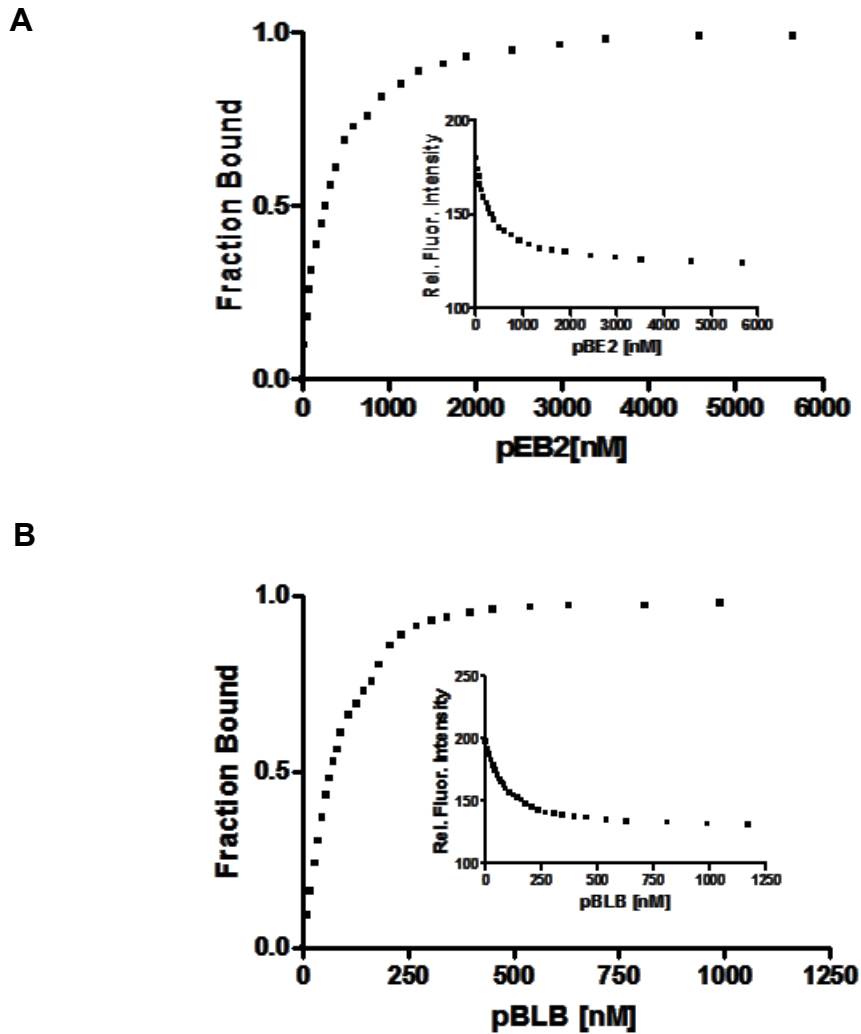 A
1.0
0.5
0.0
Fraction Bound
0 1000 2000 3000 4000 5000 6000
pEB2[nM]
200
150
100
Rel. Fluor. Intensity
0 1000 2000 3000 4000 5000 6000
pBE2 [nM]
B
1.0
0.5
0.0
Fraction Bound
0 250 500 750 1000 1250
pBLB [nM]
250
200
150
100
Rel. Fluor. Intensity
0 250 500 750 1000 1250
pBLB [nM]